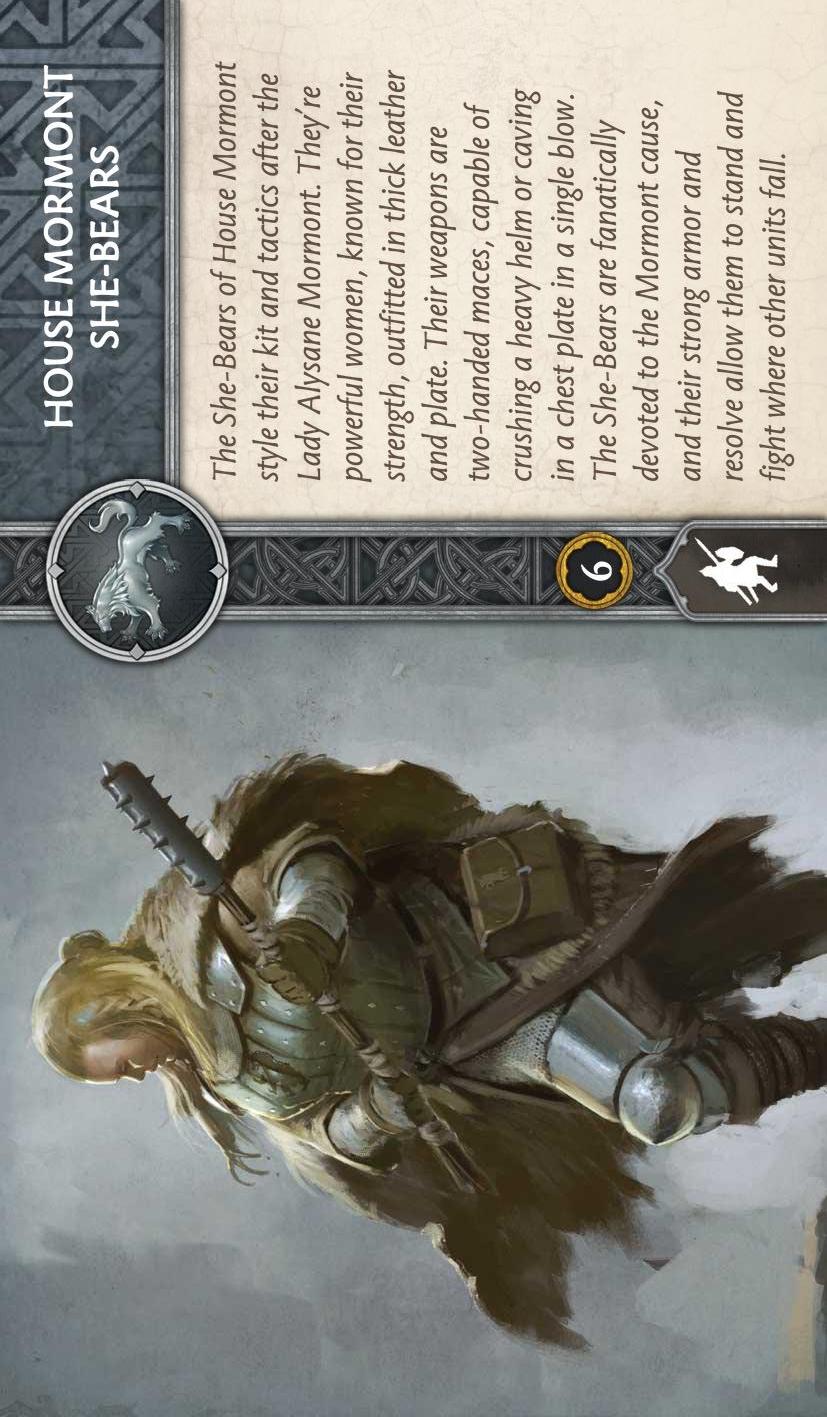 HOUSE MORMONT
SHE-BEARS
The She-Bears of House Mormont
style their kit and tactics after the
Lady Alysane Mormont. They're
powerful women, known for their
strength, outfitted in thick leather
and plate. Their weapons are
two-handed maces, capable of
crushing a heavy helm or caving
in a chest plate in a single blow.
The She-Bears are fanatically
devoted to the Mormont cause,
and their strong armor and
resolve allow them to stand and
fight where other units fall.
6